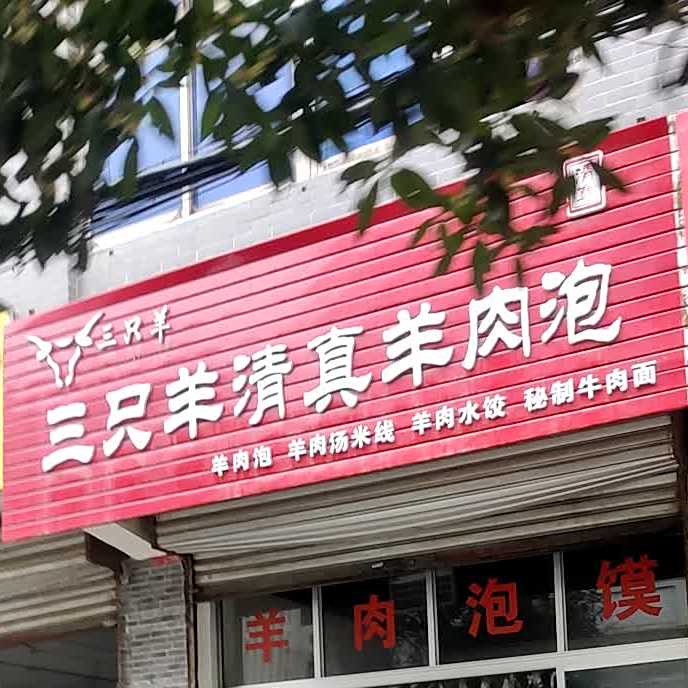 三只羊
三只羊清真羊肉泡
羊肉泡 羊肉汤米线 羊肉水饺 秘制牛肉面
羊肉泡馍